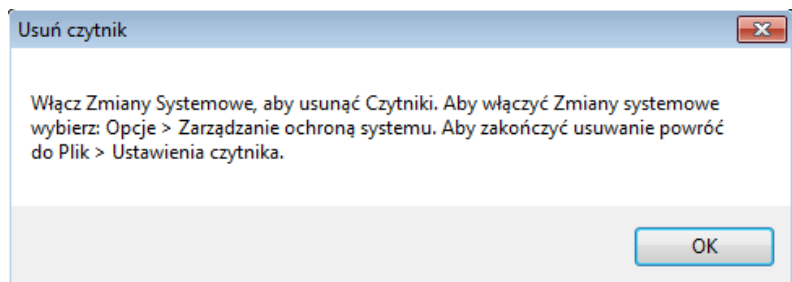 Usuń czytnik
Włącz Zmiany Systemowe, aby usunąć Czytniki. Aby włączyć Zmiany systemowe
wybierz: Opcje > Zarządzanie ochroną systemu. Aby zakończyć usuwanie powróć
do Plik > Ustawienia czytnika.
OK